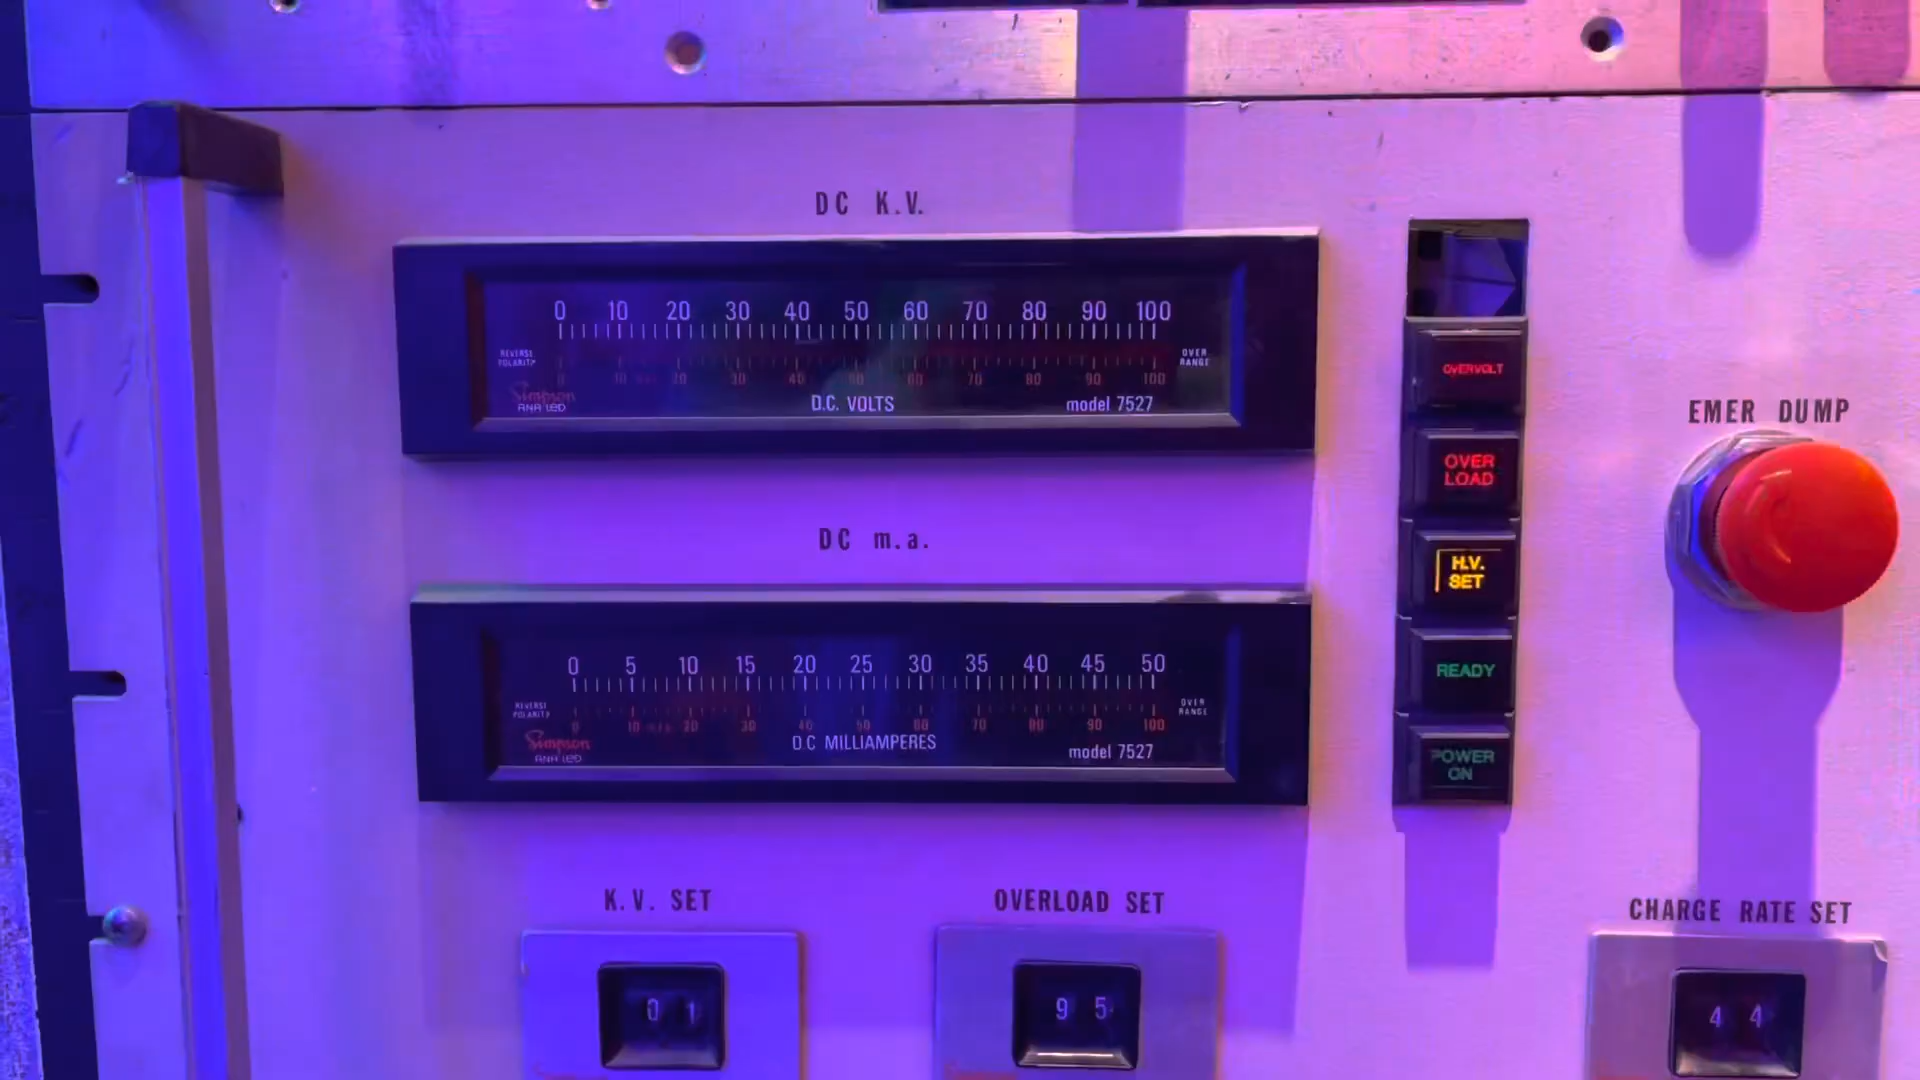 DC K.V.
0 10 20 30 40 50 60 70 80 90 100
REVERSE POLARITY
OVER RANGE
0 10 20 30 40 50 60 70 80 90 100
Simpson
ANA LED
D.C. VOLTS
model 7527
OVERVOLT
OVER
LOAD
H.V.
SET
READY
POWER
ON
EMER DUMP
DC m.a.
0 5 10 15 20 25 30 35 40 45 50
REVERSE POLARITY
OVER RANGE
0 10 20 30 40 50 60 70 80 90 100
Simpson
ANA LED
D.C MILLIAMPERES
model 7527
K.V. SET
OVERLOAD SET
CHARGE RATE SET
0 1
9 5
4 4